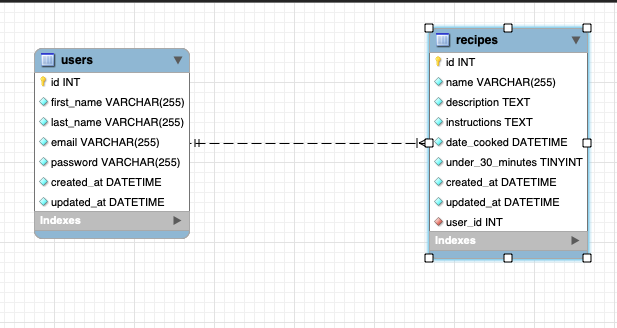 users
id INT
first_name VARCHAR(255)
last_name VARCHAR(255)
email VARCHAR(255)
password VARCHAR(255)
created_at DATETIME
updated_at DATETIME
Indexes
recipes
id INT
name VARCHAR(255)
description TEXT
instructions TEXT
date_cooked DATETIME
under_30_minutes TINYINT
created_at DATETIME
updated_at DATETIME
user_id INT
Indexes